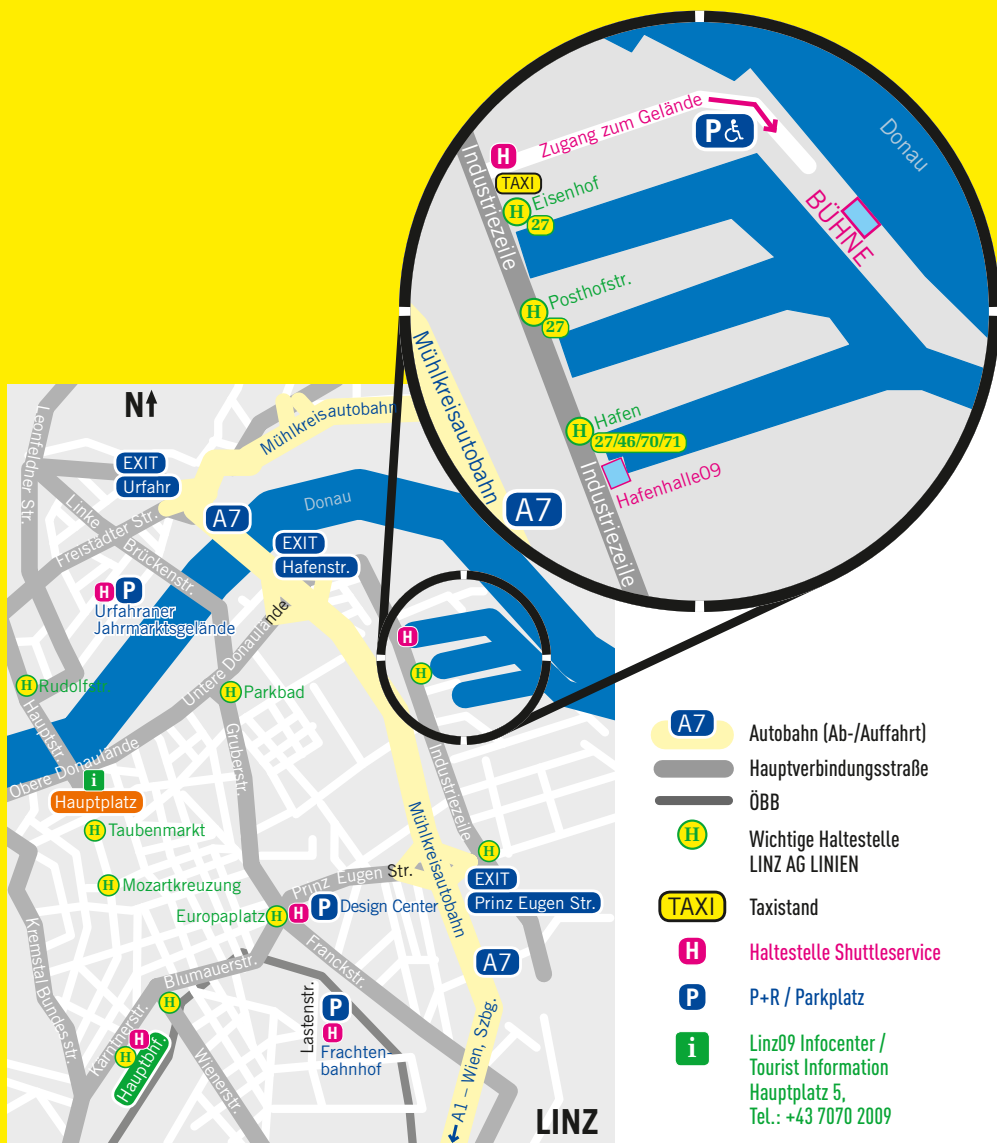 Zugang zum Gelände
P
Donau
H
TAXI
Industriezeile
H
Eisenhof
27
BÜHNE
H
Posthofstr.
27
Mühlkreisautobahn
H
Hafen
27/46/70/71
Hafenhalle09
Industriezeile
A7
N
Leonfeldner Str.
Mühlkreisautobahn
EXIT
Urfahr
Linke
Brückenstr.
Freistädter Str.
A7
Donau
EXIT
Hafenstr.
H
P
Urfahraner
Jahrmarktsgelände
Untere Donaulände
H
H
H
Rudolfstr.
H
Parkbad
Hauptstr.
Obere Donaulände
Gruberstr.
Industriezeile
i
Hauptplatz
H
Taubenmarkt
H
Mozartkreuzung
Mühlkreisautobahn
H
Prinz Eugen Str.
EXIT
Prinz Eugen Str.
Europaplatz
H
H
P
Design Center
Kremstal Bundesstr.
Blumauerstr.
Franckstr.
A7
H
Lastenstr.
P
H
Frachten-
bahnhof
Kärntnerstr.
H
H
Hauptbhf.
Wienerstr.
A1 – Wien, Szbg.
LINZ
A7
Autobahn (Ab-/Auffahrt)
Hauptverbindungsstraße
ÖBB
H
Wichtige Haltestelle
LINZ AG LINIEN
TAXI
Taxistand
H
Haltestelle Shuttleservice
P
P+R / Parkplatz
i
Linz09 Infocenter /
Tourist Information
Hauptplatz 5,
Tel.: +43 7070 2009